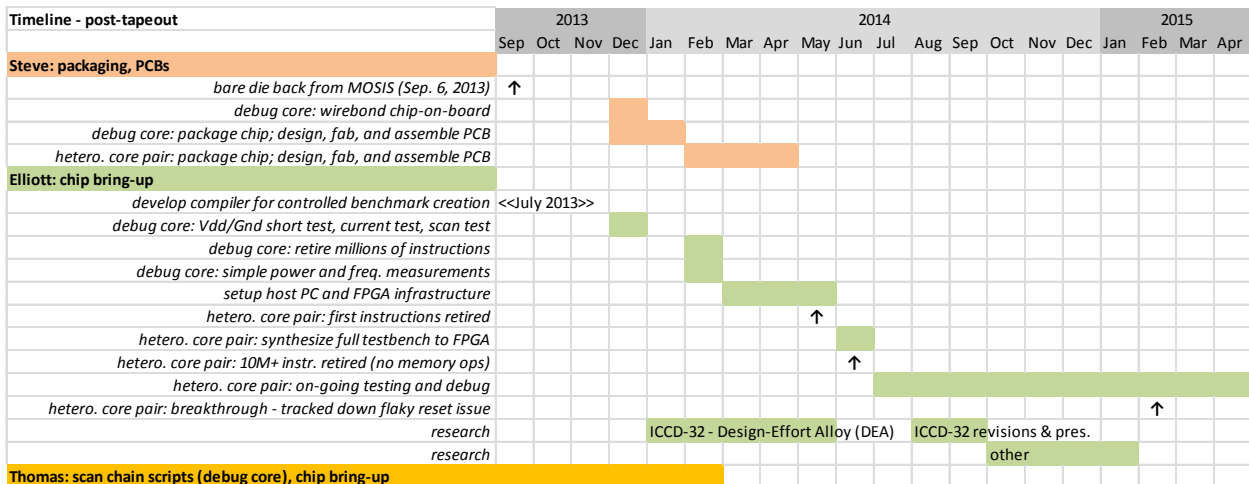 Timeline - post-tapeout 2013 2014 2015
Sep Oct Nov Dec Jan Feb Mar Apr May Jun Jul Aug Sep Oct Nov Dec Jan Feb Mar Apr
Steve: packaging, PCBs
bare die back from MOSIS (Sep. 6, 2013) ↑
debug core: wirebond chip-on-board
debug core: package chip; design, fab, and assemble PCB
hetero. core pair: package chip; design, fab, and assemble PCB
Elliott: chip bring-up
develop compiler for controlled benchmark creation <<July 2013>>
debug core: Vdd/Gnd short test, current test, scan test
debug core: retire millions of instructions
debug core: simple power and freq. measurements
setup host PC and FPGA infrastructure
hetero. core pair: first instructions retired ↑
hetero. core pair: synthesize full testbench to FPGA
hetero. core pair: 10M+ instr. retired (no memory ops) ↑
hetero. core pair: on-going testing and debug
hetero. core pair: breakthrough - tracked down flaky reset issue ↑
research ICCD-32 - Design-Effort Alloy (DEA) ICCD-32 revisions & pres.
research other
Thomas: scan chain scripts (debug core), chip bring-up